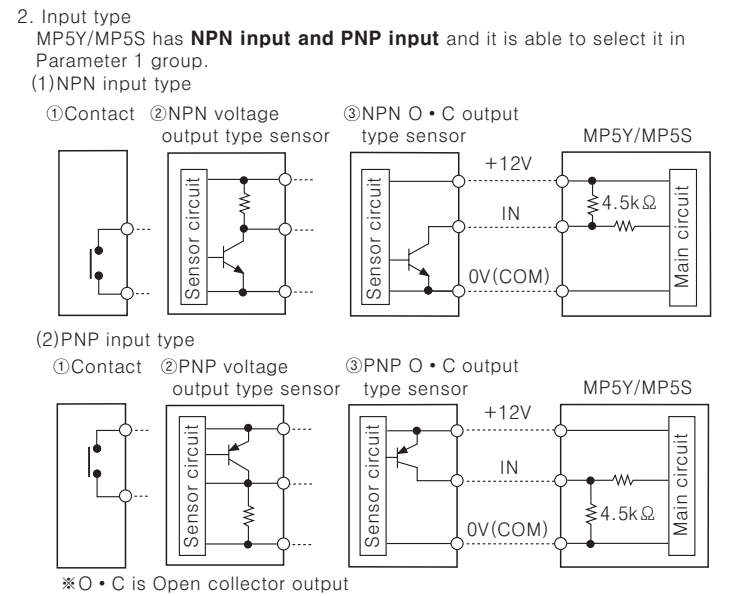 2. Input type
MP5Y/MP5S has NPN input and PNP input and it is able to select it in
Parameter 1 group.
(1)NPN input type
①Contact ②NPN voltage output type sensor
③NPN O • C output type sensor
MP5Y/MP5S
Sensor circuit
Sensor circuit
+12V
IN
0V(COM)
4.5kΩ
Main circuit
(2)PNP input type
①Contact ②PNP voltage output type sensor
③PNP O • C output type sensor
MP5Y/MP5S
Sensor circuit
Sensor circuit
+12V
IN
0V(COM)
4.5kΩ
Main circuit
※O • C is Open collector output